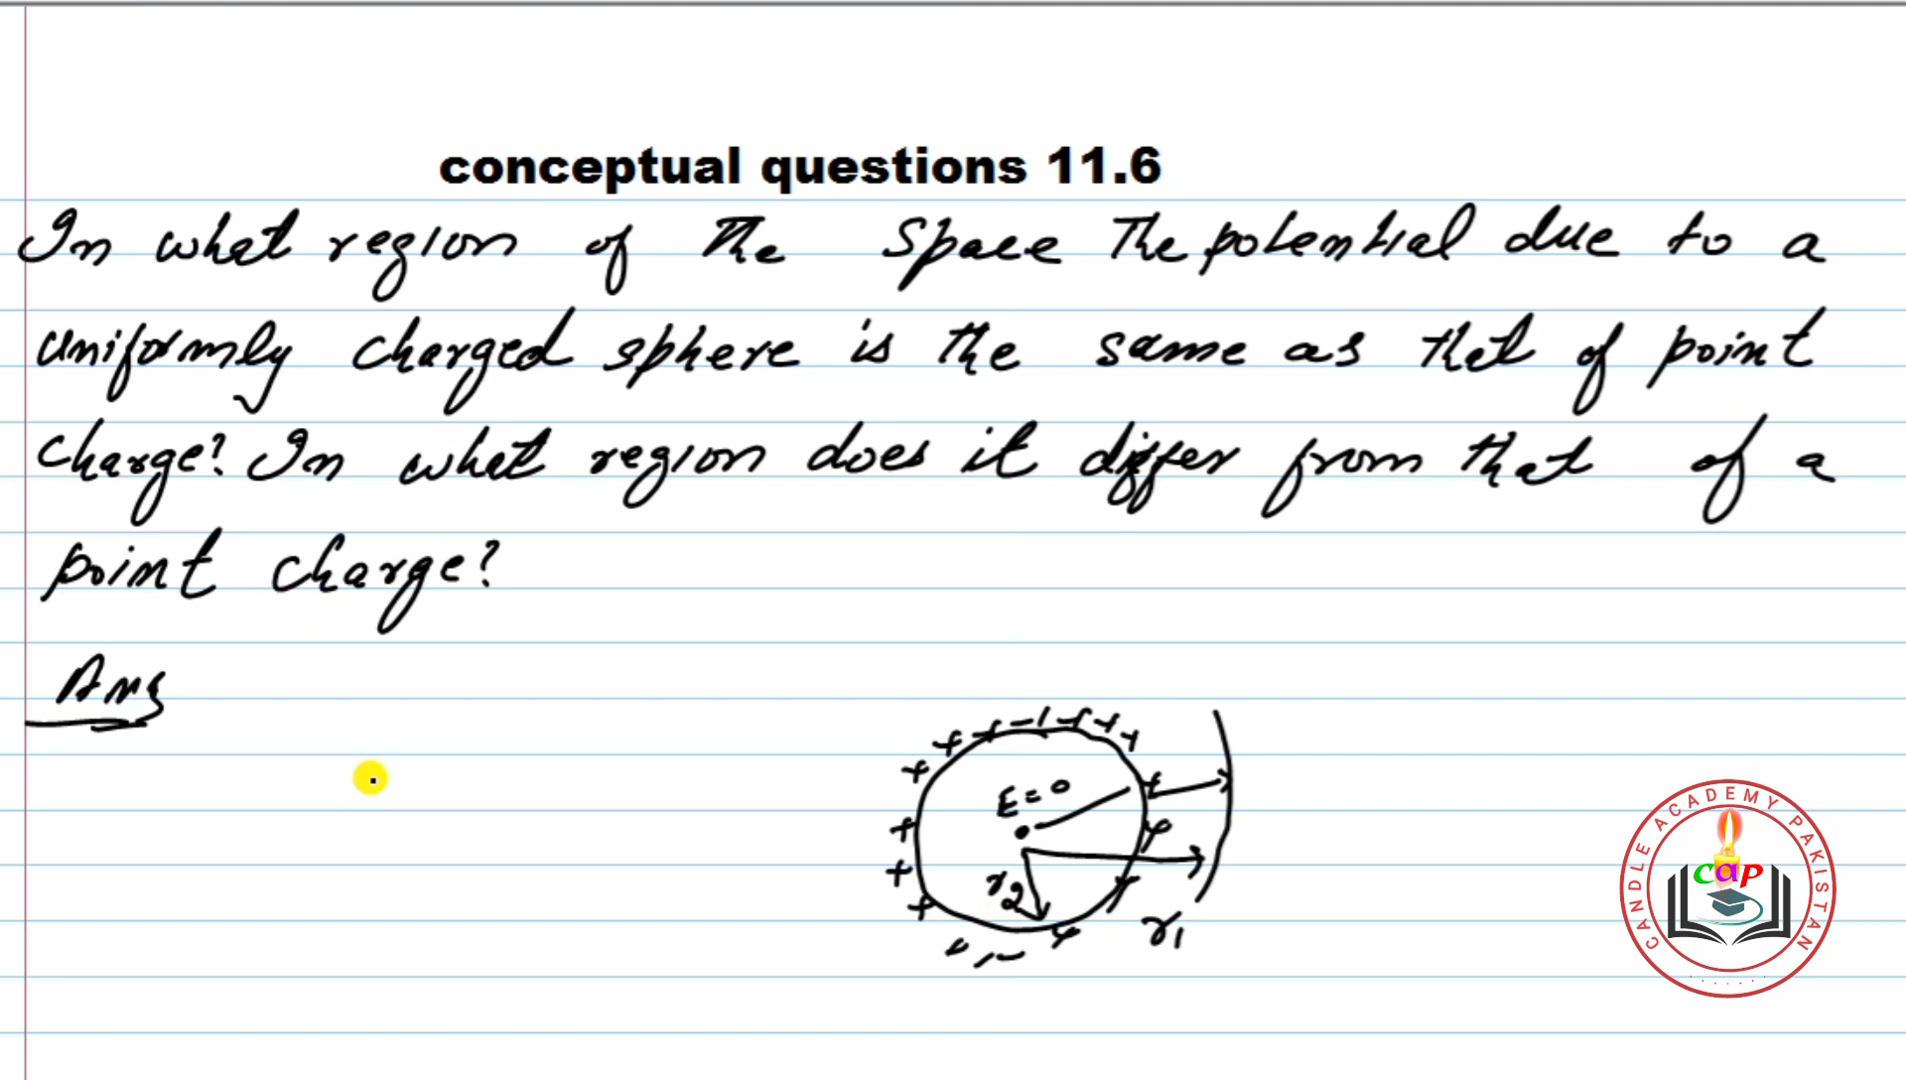 conceptual questions 11.6
In what region of the space The potential due to a
uniformly charged sphere is the same as that of point
charge? In what region does it differ from that of a
point charge?
Ans
E=0
r2
r1
CANDLE ACADEMY PAKISTAN
cap